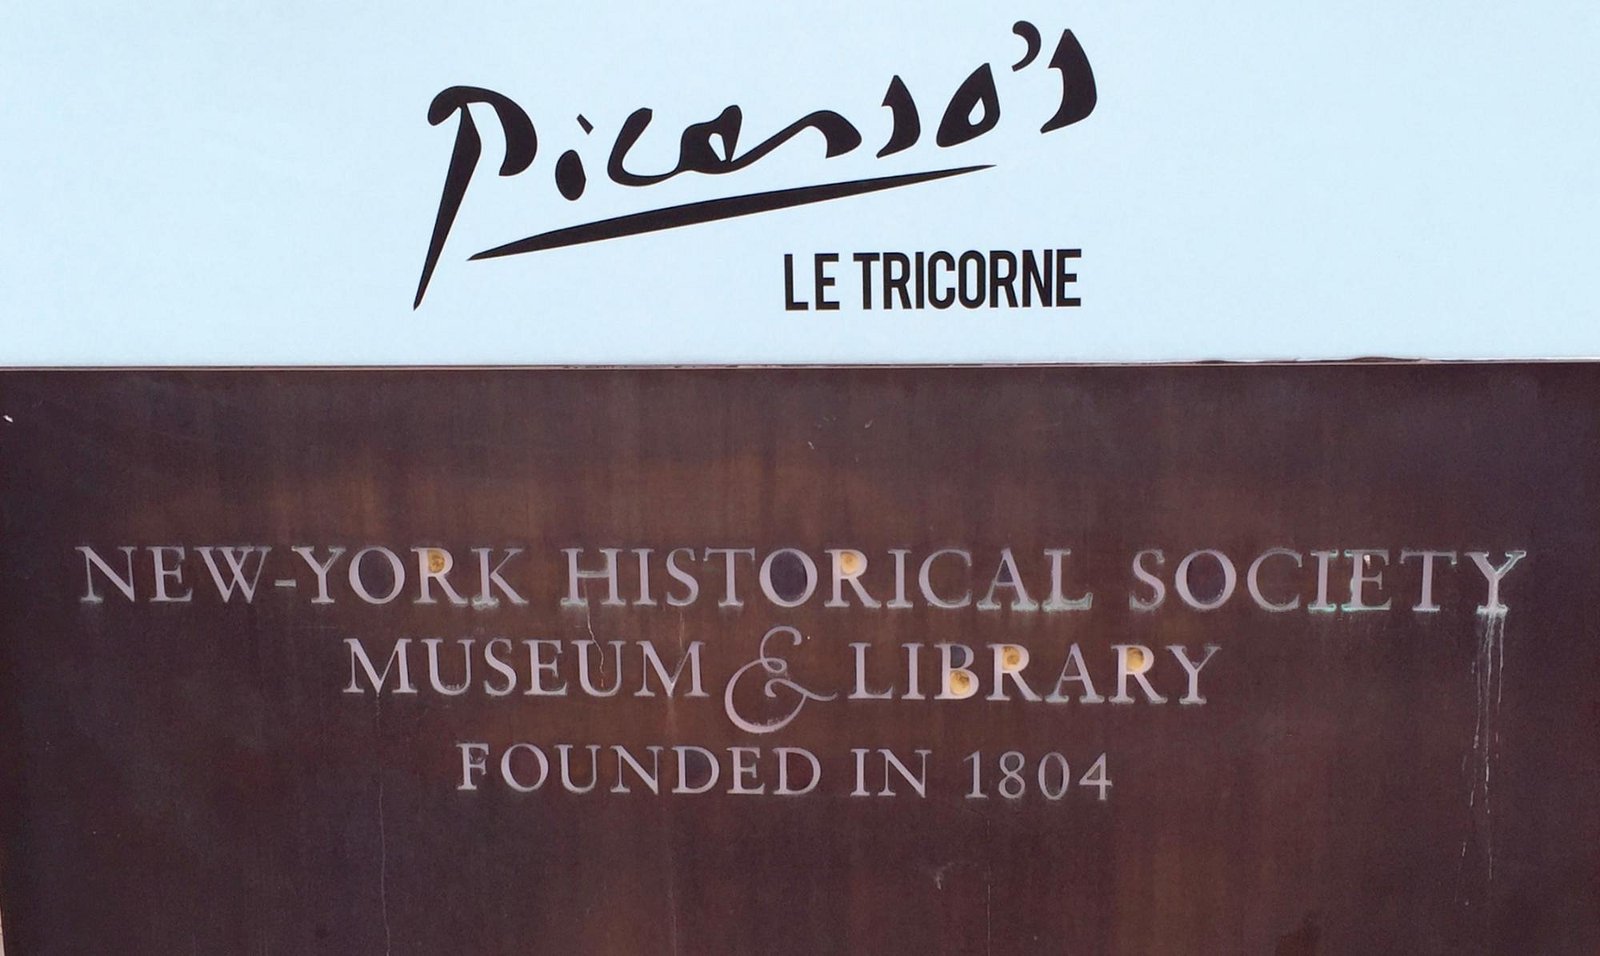 Picasso's
LE TRICORNE
NEW-YORK HISTORICAL SOCIETY
MUSEUM & LIBRARY
FOUNDED IN 1804